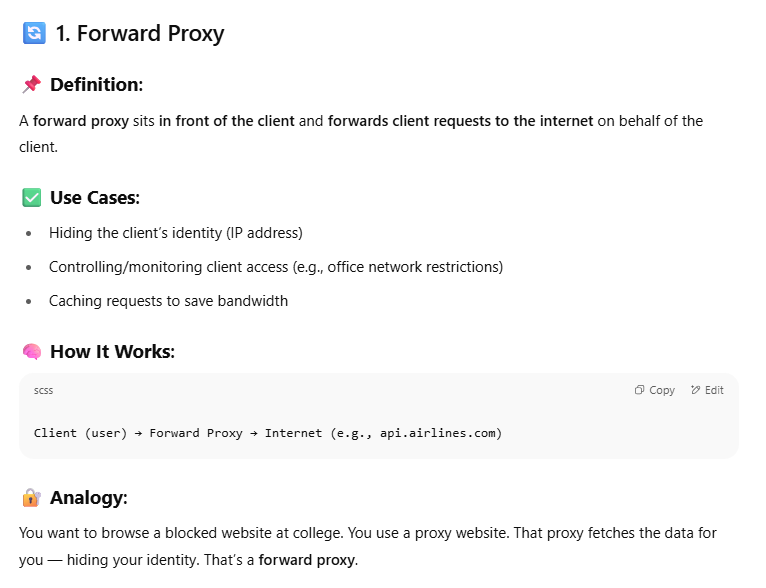 🔄 1. Forward Proxy
📌 Definition:
A forward proxy sits in front of the client and forwards client requests to the internet on behalf of the
client.
✅ Use Cases:
• Hiding the client’s identity (IP address)
• Controlling/monitoring client access (e.g., office network restrictions)
• Caching requests to save bandwidth
🧠 How It Works:
scss Copy Edit
Client (user) → Forward Proxy → Internet (e.g., api.airlines.com)
🔐 Analogy:
You want to browse a blocked website at college. You use a proxy website. That proxy fetches the data for
you — hiding your identity. That’s a forward proxy.